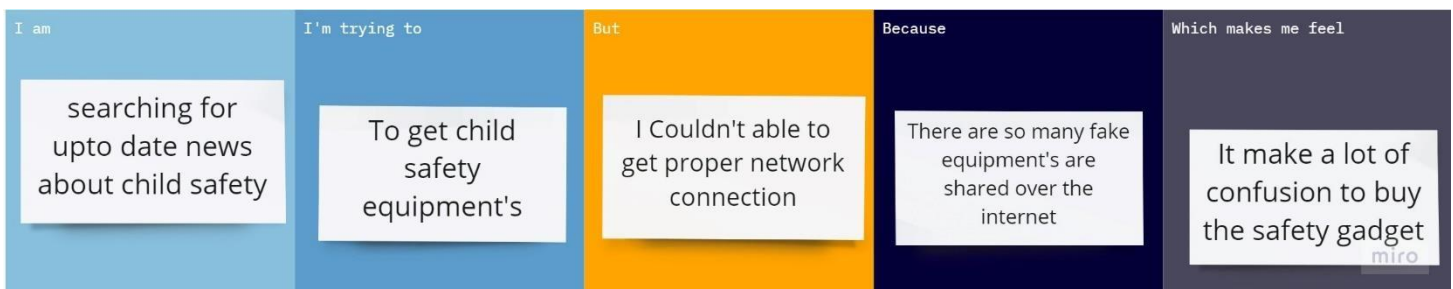 I am
searching for
upto date news
about child safety
I'm trying to
To get child
safety
equipment's
But
I Couldn't able to
get proper network
connection
Because
There are so many fake
equipment's are
shared over the
internet
Which makes me feel
It make a lot of
confusion to buy
the safety gadget
miro